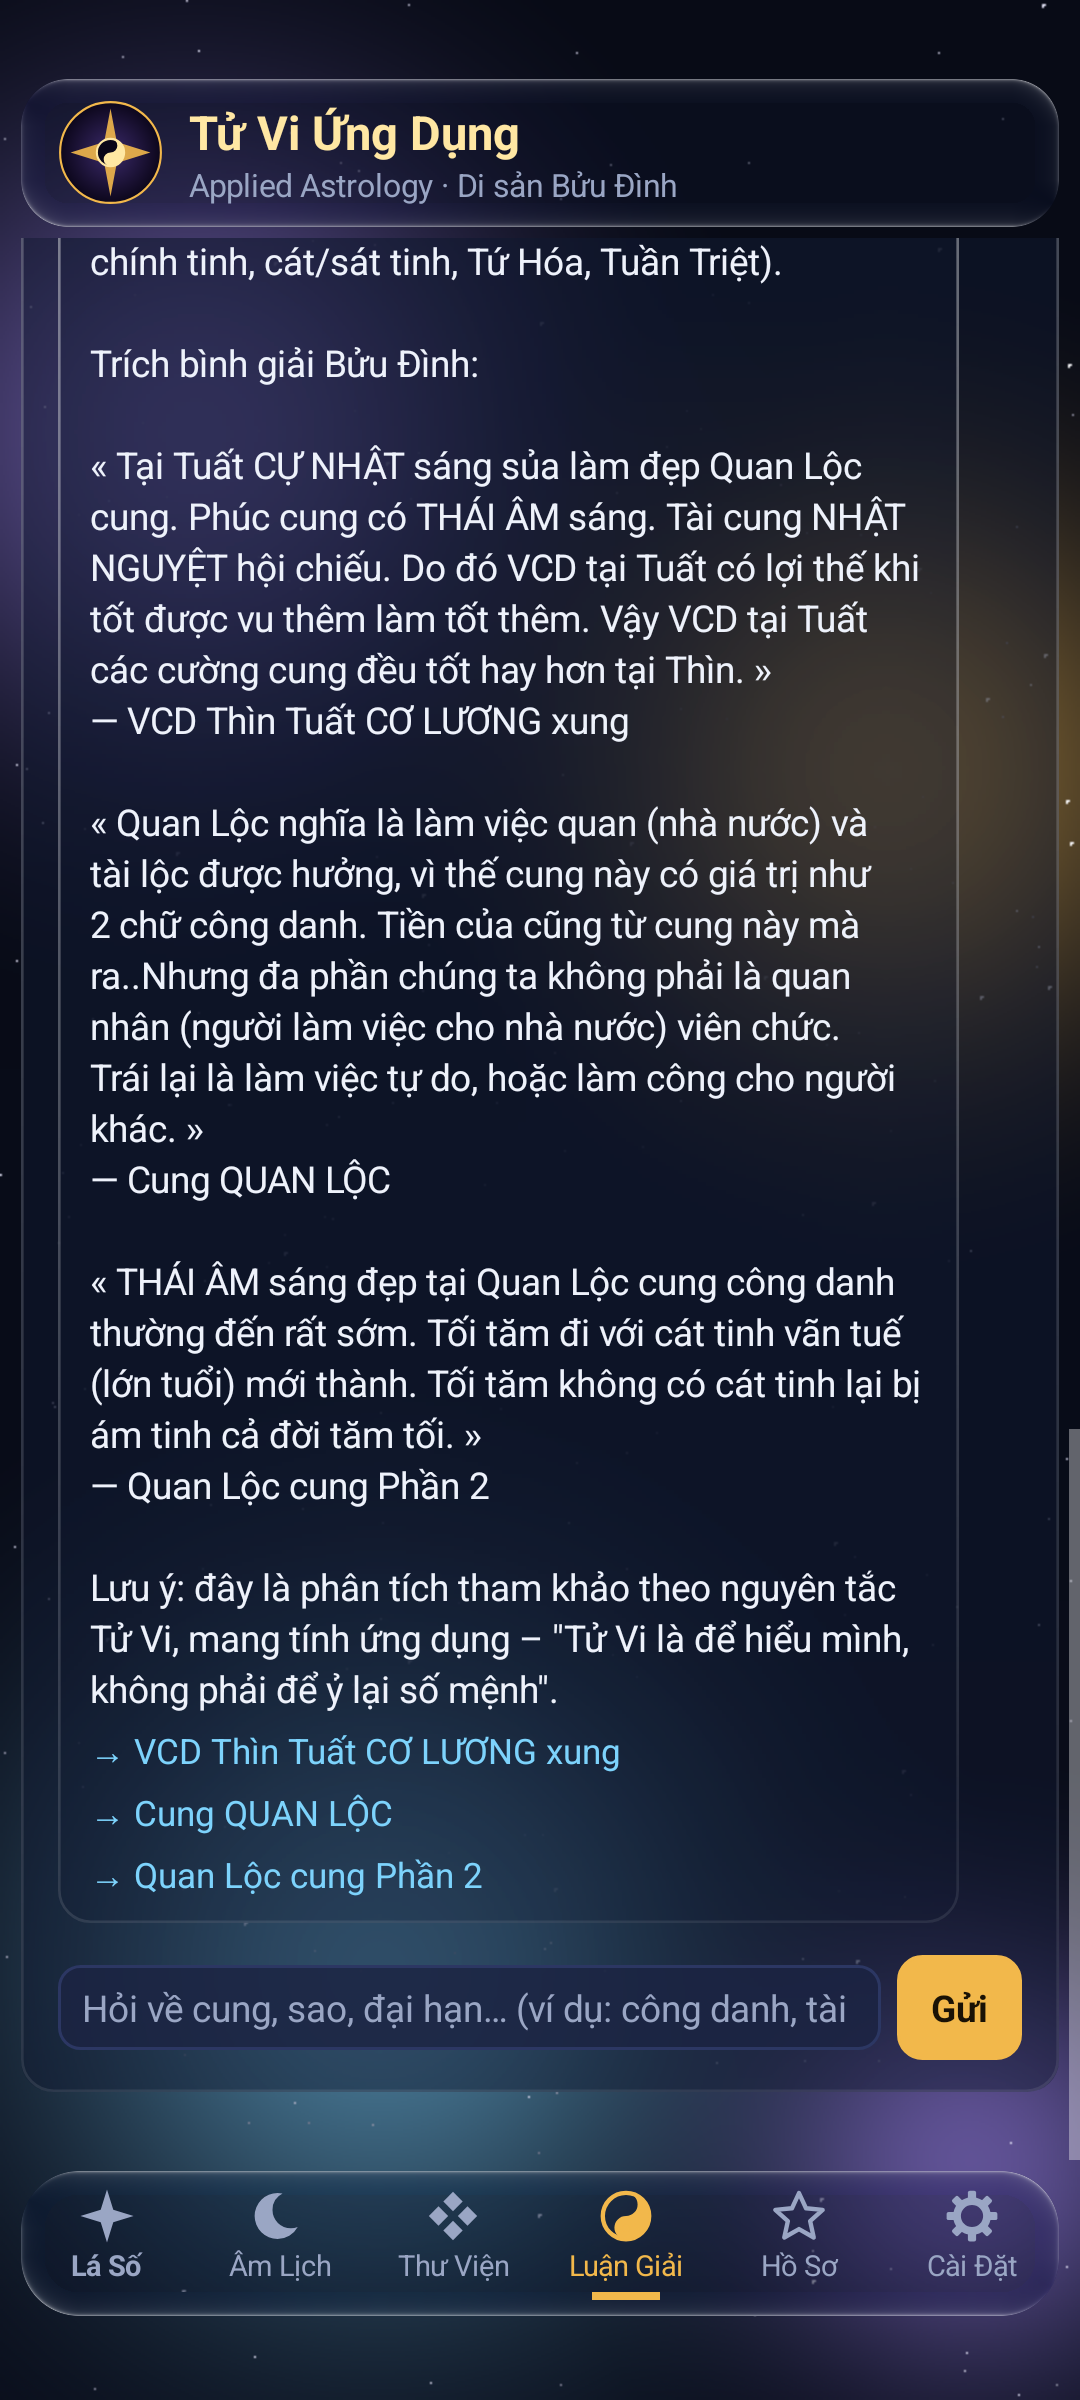 Tử Vi Ứng Dụng
Applied Astrology · Di sản Bửu Đình
chính tinh, cát/sát tinh, Tứ Hóa, Tuần Triệt).
Trích bình giải Bửu Đình:
« Tại Tuất CỰ NHẬT sáng sủa làm đẹp Quan Lộc
cung. Phúc cung có THÁI ÂM sáng. Tài cung NHẬT
NGUYỆT hội chiếu. Do đó VCD tại Tuất có lợi thế khi
tốt được vu thêm làm tốt thêm. Vậy VCD tại Tuất
các cường cung đều tốt hay hơn tại Thìn. »
— VCD Thìn Tuất CƠ LƯƠNG xung
« Quan Lộc nghĩa là làm việc quan (nhà nước) và
tài lộc được hưởng, vì thế cung này có giá trị như
2 chữ công danh. Tiền của cũng từ cung này mà
ra..Nhưng đa phần chúng ta không phải là quan
nhân (người làm việc cho nhà nước) viên chức.
Trái lại là làm việc tự do, hoặc làm công cho người
khác. »
— Cung QUAN LỘC
« THÁI ÂM sáng đẹp tại Quan Lộc cung công danh
thường đến rất sớm. Tối tăm đi với cát tinh vãn tuế
(lớn tuổi) mới thành. Tối tăm không có cát tinh lại bị
ám tinh cả đời tăm tối. »
— Quan Lộc cung Phần 2
Lưu ý: đây là phân tích tham khảo theo nguyên tắc
Tử Vi, mang tính ứng dụng – "Tử Vi là để hiểu mình,
không phải để ỷ lại số mệnh".
→ VCD Thìn Tuất CƠ LƯƠNG xung
→ Cung QUAN LỘC
→ Quan Lộc cung Phần 2
Hỏi về cung, sao, đại hạn... (ví dụ: công danh, tài
Gửi
Lá Số
Âm Lịch
Thư Viện
Luận Giải
Hồ Sơ
Cài Đặt